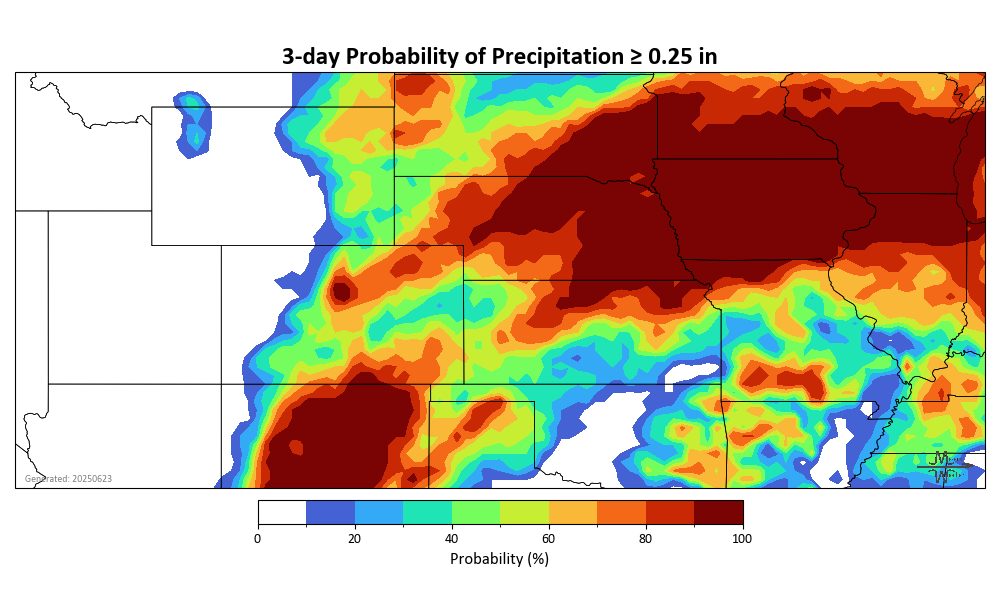 3-day Probability of Precipitation ≥ 0.25 in
Generated: 20250623
0 20 40 60 80 100
Probability (%)